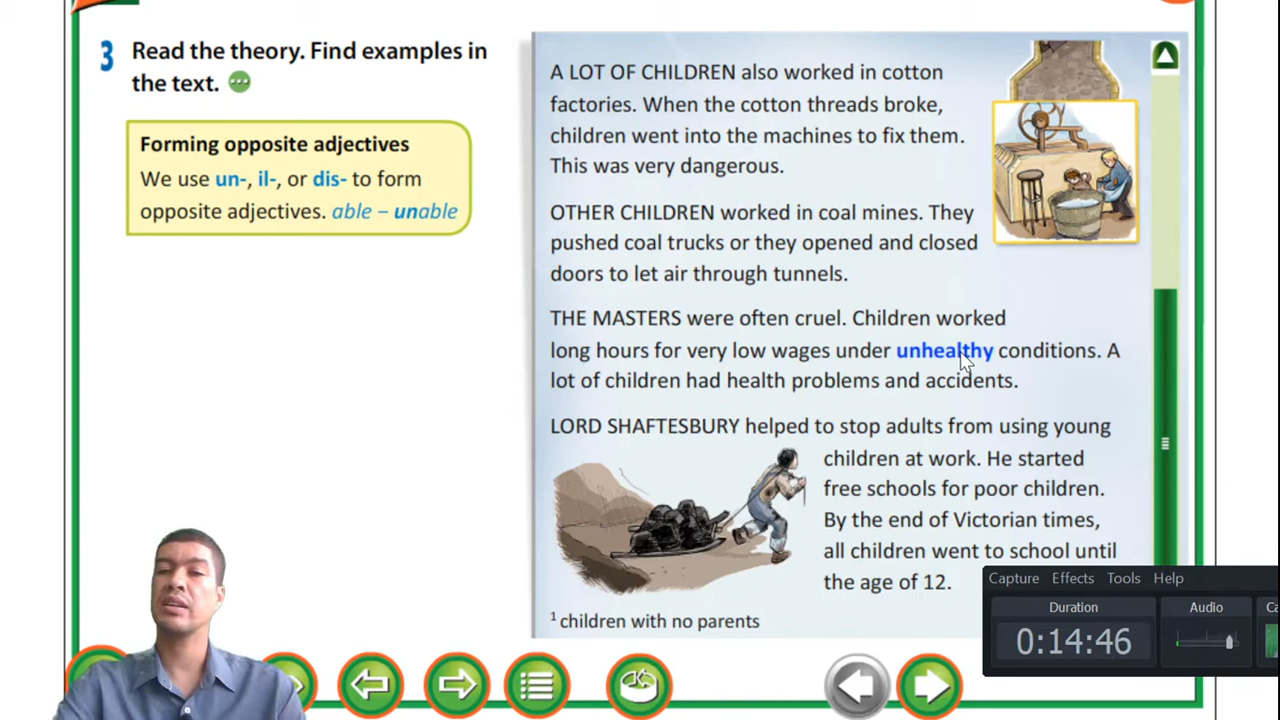 3 Read the theory. Find examples in
the text.
Forming opposite adjectives
We use un-, il-, or dis- to form
opposite adjectives. able – unable
A LOT OF CHILDREN also worked in cotton
factories. When the cotton threads broke,
children went into the machines to fix them.
This was very dangerous.
OTHER CHILDREN worked in coal mines. They
pushed coal trucks or they opened and closed
doors to let air through tunnels.
THE MASTERS were often cruel. Children worked
long hours for very low wages under unhealthy conditions. A
lot of children had health problems and accidents.
LORD SHAFTESBURY helped to stop adults from using young
children at work. He started
free schools for poor children.
By the end of Victorian times,
all children went to school until
the age of 12.
1 children with no parents
Capture Effects Tools Help
Duration Audio
0:14:46